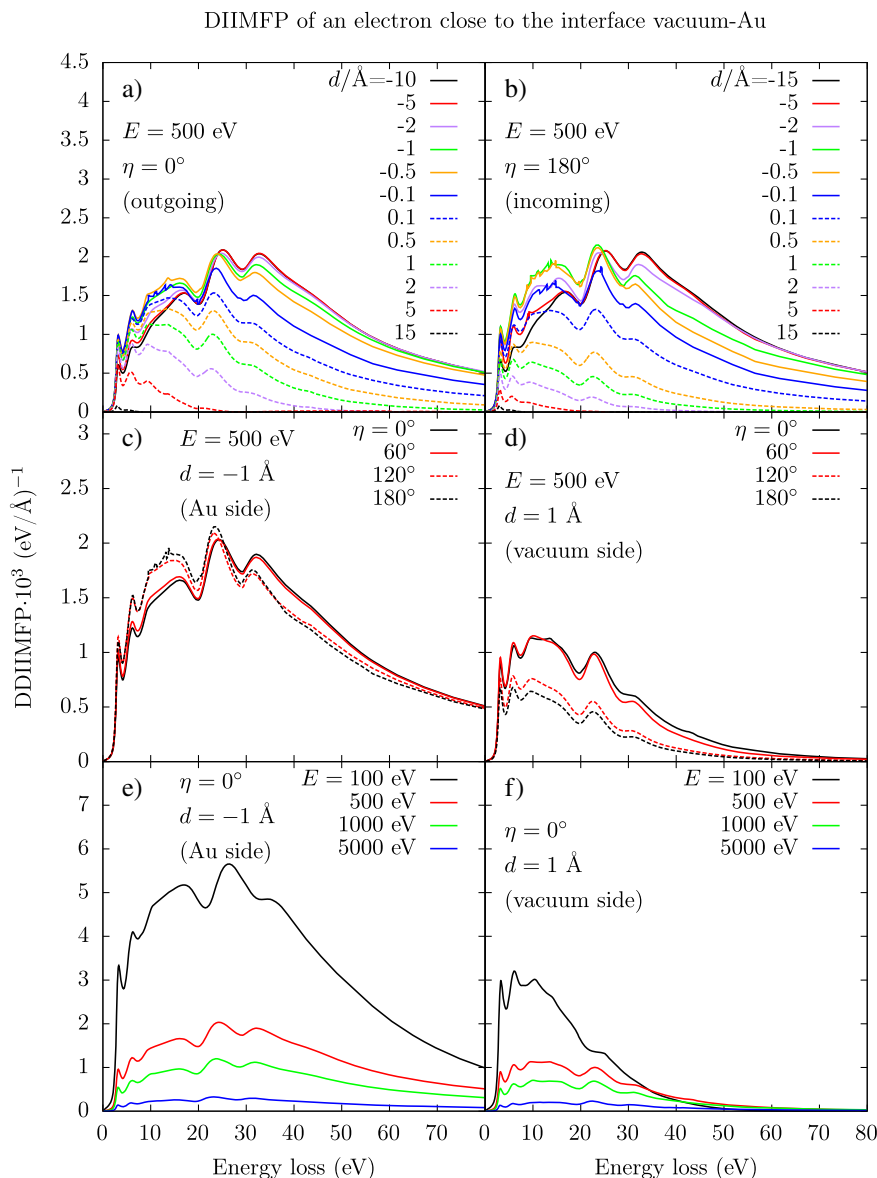 DIIMFP of an electron close to the interface vacuum-Au
DDIIMFP·10³ (eV/Å)⁻¹
a)
E = 500 eV
η = 0°
(outgoing)
d/Å=-10
-5
-2
-1
-0.5
-0.1
0.1
0.5
1
2
5
15
0
0.5
1
1.5
2
2.5
3
3.5
4
4.5
b)
E = 500 eV
η = 180°
(incoming)
d/Å=-15
-5
-2
-1
-0.5
-0.1
0.1
0.5
1
2
5
15
c)
E = 500 eV
d = −1 Å
(Au side)
η = 0°
60°
120°
180°
0
0.5
1
1.5
2
2.5
3
d)
E = 500 eV
d = 1 Å
(vacuum side)
η = 0°
60°
120°
180°
e)
η = 0°
d = −1 Å
(Au side)
E = 100 eV
500 eV
1000 eV
5000 eV
0
1
2
3
4
5
6
7
f)
η = 0°
d = 1 Å
(vacuum side)
E = 100 eV
500 eV
1000 eV
5000 eV
0 10 20 30 40 50 60 70
0 10 20 30 40 50 60 70 80
Energy loss (eV)
Energy loss (eV)